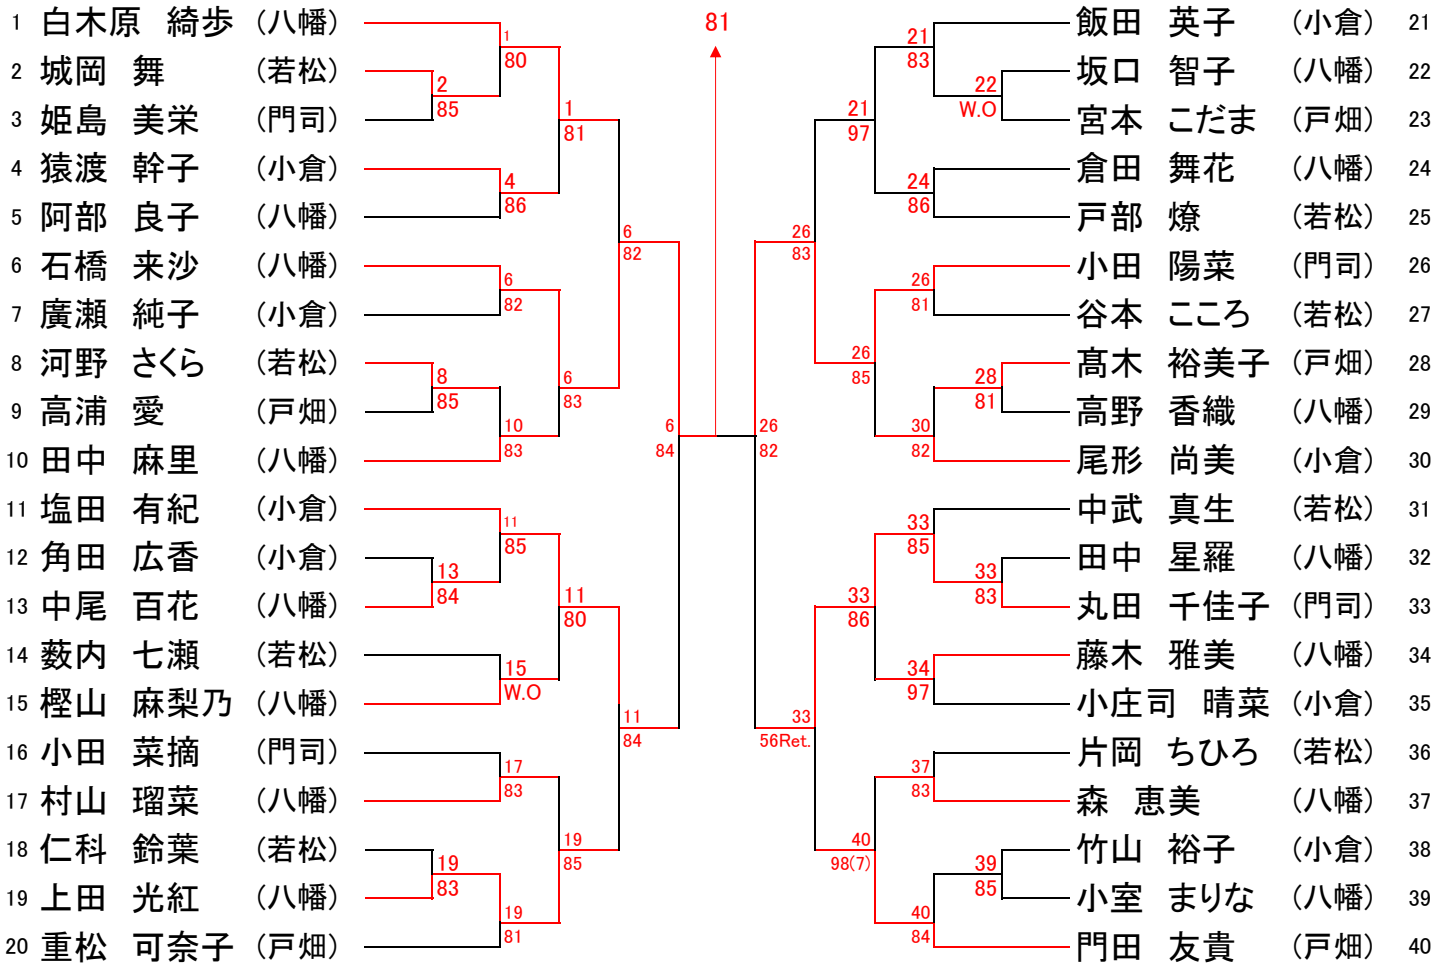 1 白木原 綺歩 (八幡)
2 城岡 舞 (若松)
3 姫島 美栄 (門司)
4 猿渡 幹子 (小倉)
5 阿部 良子 (八幡)
6 石橋 来沙 (八幡)
7 廣瀬 純子 (小倉)
8 河野 さくら (若松)
9 高浦 愛 (戸畑)
10 田中 麻里 (八幡)
11 塩田 有紀 (小倉)
12 角田 広香 (小倉)
13 中尾 百花 (八幡)
14 薮内 七瀬 (若松)
15 樫山 麻梨乃 (八幡)
16 小田 菜摘 (門司)
17 村山 瑠菜 (八幡)
18 仁科 鈴葉 (若松)
19 上田 光紅 (八幡)
20 重松 可奈子 (戸畑)
2
85
8
85
13
84
19
83
1
80
4
86
6
82
10
83
11
85
15
W.O
17
83
19
81
1
81
6
83
11
80
19
85
6
82
11
84
6
84
81
26
82
26
83
33
56Ret.
21
97
26
85
33
86
40
98(7)
21
83
24
86
26
81
30
82
33
85
34
97
37
83
40
84
22
W.O
28
81
33
83
39
85
飯田 英子 (小倉) 21
坂口 智子 (八幡) 22
宮本 こだま (戸畑) 23
倉田 舞花 (八幡) 24
戸部 燎 (若松) 25
小田 陽菜 (門司) 26
谷本 こころ (若松) 27
髙木 裕美子 (戸畑) 28
高野 香織 (八幡) 29
尾形 尚美 (小倉) 30
中武 真生 (若松) 31
田中 星羅 (八幡) 32
丸田 千佳子 (門司) 33
藤木 雅美 (八幡) 34
小庄司 晴菜 (小倉) 35
片岡 ちひろ (若松) 36
森 恵美 (八幡) 37
竹山 裕子 (小倉) 38
小室 まりな (八幡) 39
門田 友貴 (戸畑) 40